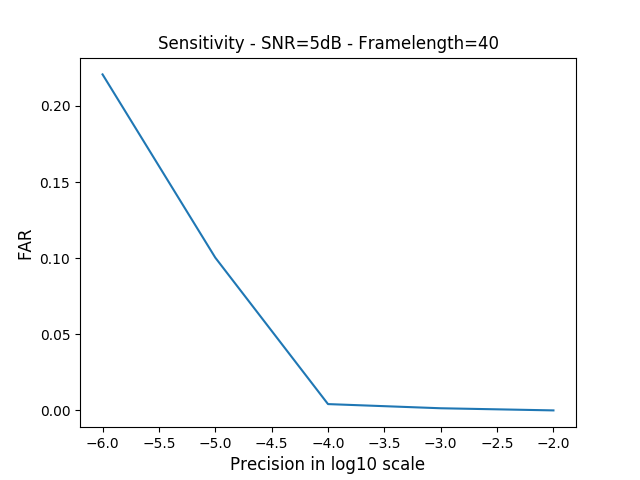 Sensitivity - SNR=5dB - Framelength=40
0.20
0.15
0.10
0.05
0.00
FAR
−6.0 −5.5 −5.0 −4.5 −4.0 −3.5 −3.0 −2.5 −2.0
Precision in log10 scale